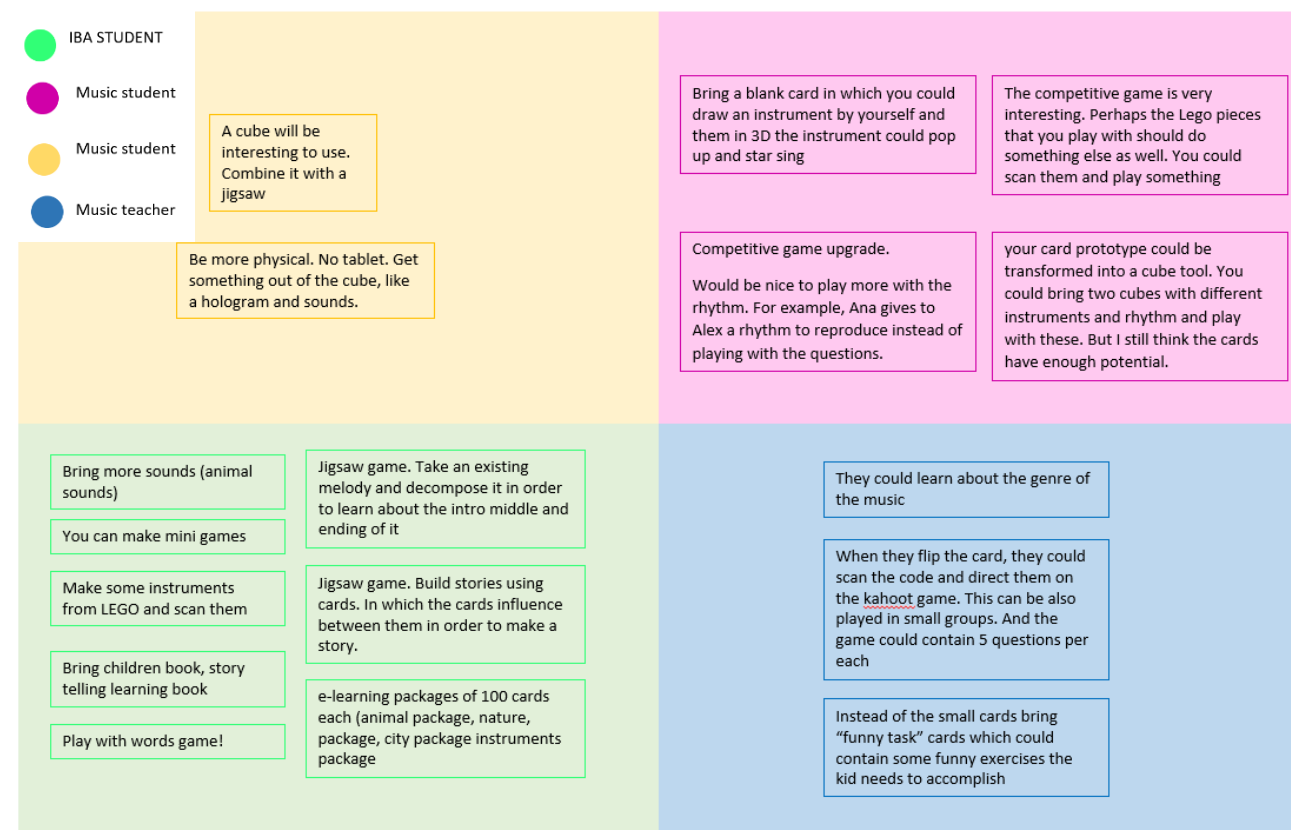 IBA STUDENT
Music student
Music student
Music teacher
A cube will be
interesting to use.
Combine it with a
jigsaw
Be more physical. No tablet. Get
something out of the cube, like
a hologram and sounds.
Bring a blank card in which you could
draw an instrument by yourself and
them in 3D the instrument could pop
up and star sing
The competitive game is very
interesting. Perhaps the Lego pieces
that you play with should do
something else as well. You could
scan them and play something
Competitive game upgrade.
Would be nice to play more with the
rhythm. For example, Ana gives to
Alex a rhythm to reproduce instead of
playing with the questions.
your card prototype could be
transformed into a cube tool. You
could bring two cubes with different
instruments and rhythm and play
with these. But I still think the cards
have enough potential.
Bring more sounds (animal
sounds)
You can make mini games
Make some instruments
from LEGO and scan them
Bring children book, story
telling learning book
Play with words game!
Jigsaw game. Take an existing
melody and decompose it in order
to learn about the intro middle and
ending of it
Jigsaw game. Build stories using
cards. In which the cards influence
between them in order to make a
story.
e-learning packages of 100 cards
each (animal package, nature,
package, city package instruments
package
They could learn about the genre of
the music
When they flip the card, they could
scan the code and direct them on
the kahoot game. This can be also
played in small groups. And the
game could contain 5 questions per
each
Instead of the small cards bring
“funny task” cards which could
contain some funny exercises the
kid needs to accomplish